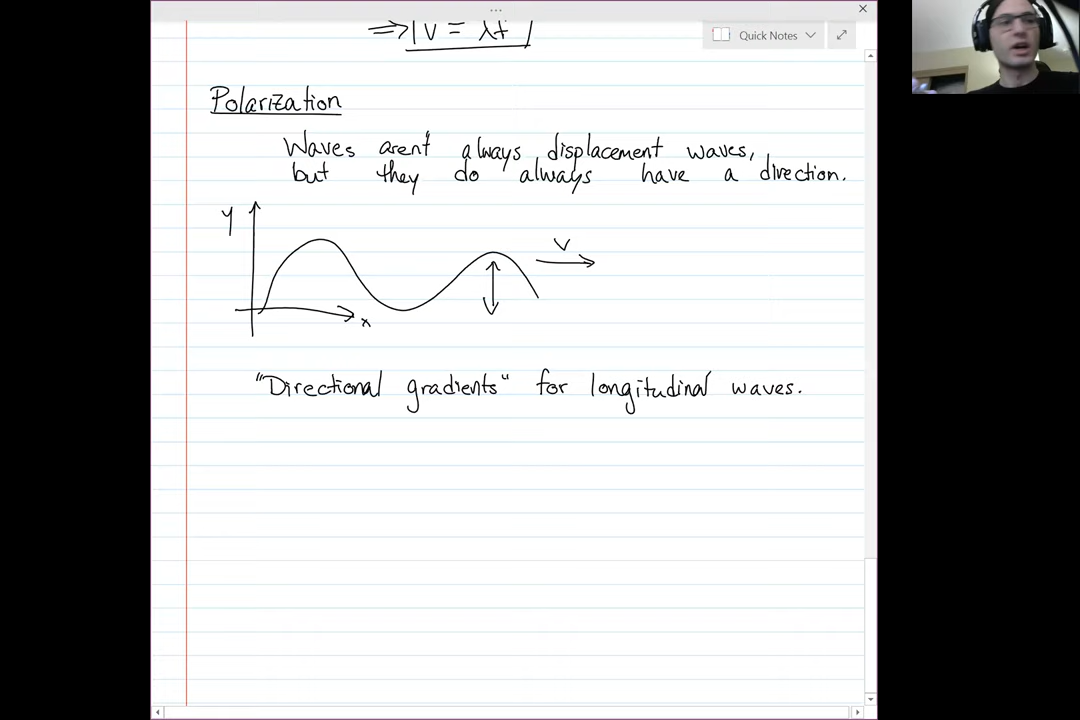 ⇒ v = λf
Quick Notes
Polarization
Waves aren't always displacement waves,
but they do always have a direction.
y
v
x
"Directional gradients" for longitudinal waves.